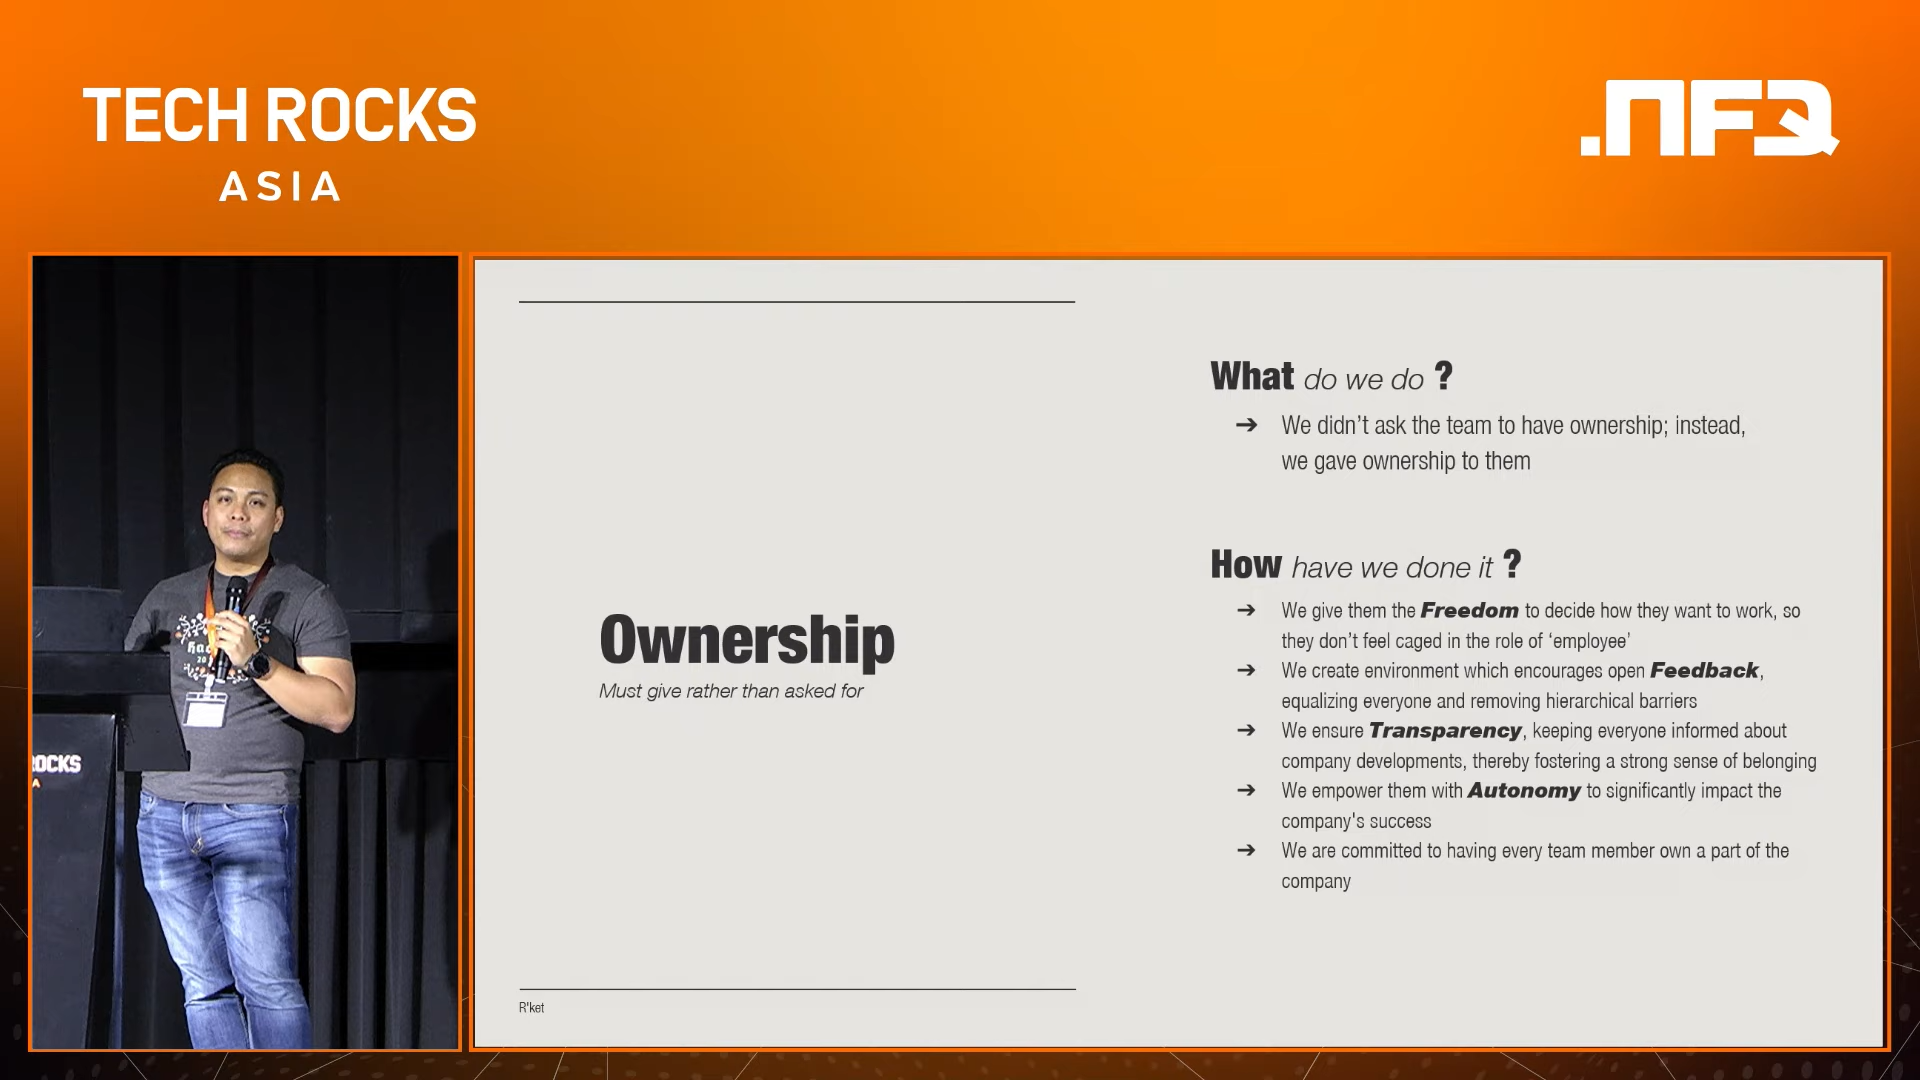 TECH ROCKS
ASIA
.NFQ
ROCKS
A
hac
20
Ownership
Must give rather than asked for
R'ket
What do we do ?
➔ We didn’t ask the team to have ownership; instead,
we gave ownership to them
How have we done it ?
➔ We give them the Freedom to decide how they want to work, so
they don’t feel caged in the role of ‘employee’
➔ We create environment which encourages open Feedback,
equalizing everyone and removing hierarchical barriers
➔ We ensure Transparency, keeping everyone informed about
company developments, thereby fostering a strong sense of belonging
➔ We empower them with Autonomy to significantly impact the
company's success
➔ We are committed to having every team member own a part of the
company